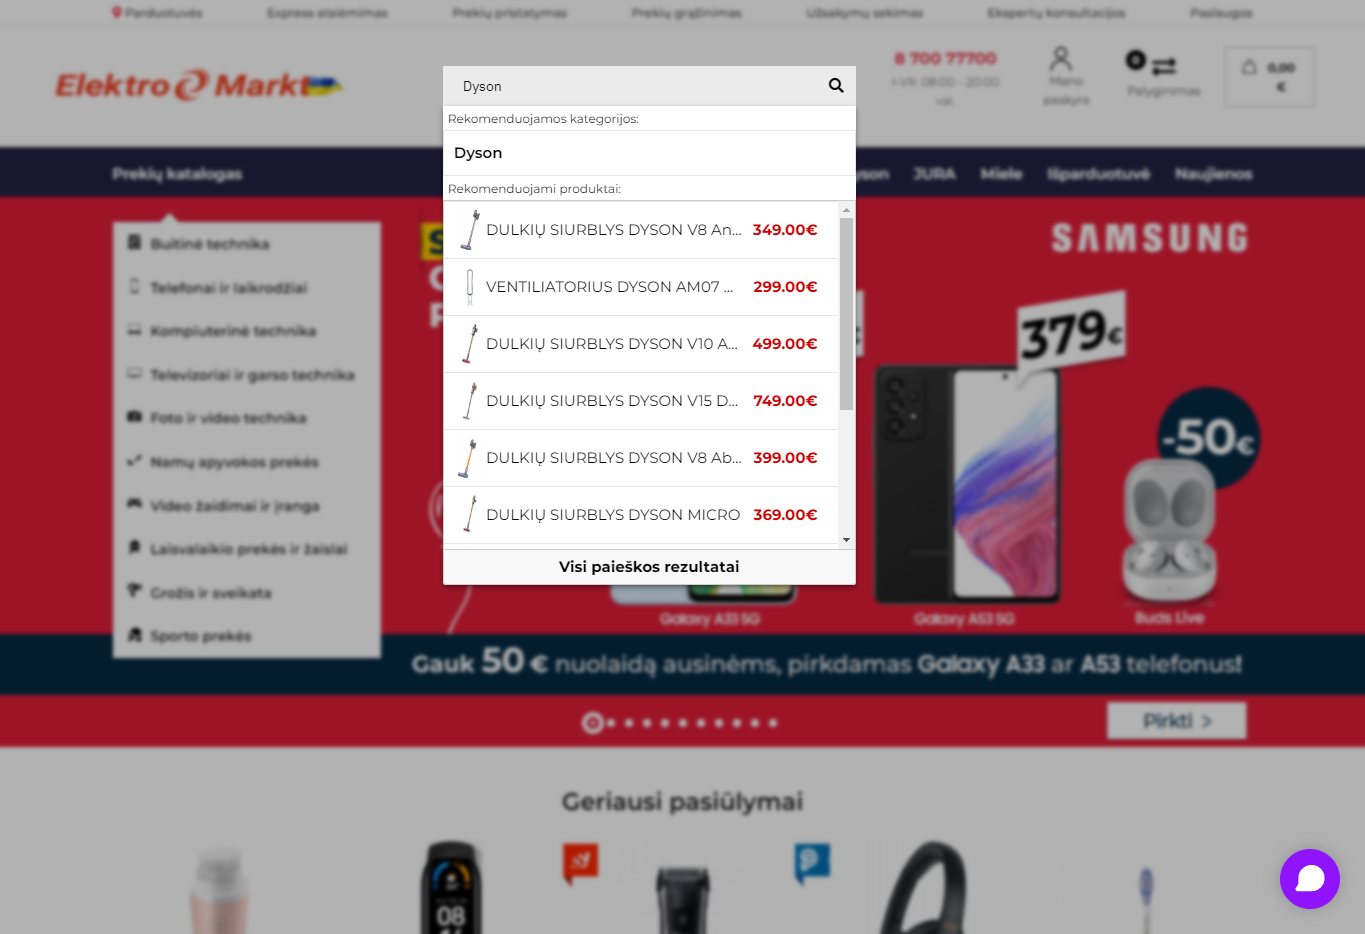 Parduotuvės
Express atsiėmimas
Prekių pristatymas
Prekių grąžinimas
Užsakymų sekimas
Ekspertų konsultacijos
Paslaugos
Elektro Markt
Dyson
8 700 77700
I-VII: 08:00 - 20:00
val.
Mano
paskyra
0
Palyginimas
0,00
€
Rekomenduojamos kategorijos:
Dyson
Rekomenduojami produktai:
DULKIŲ SIURBLYS DYSON V8 An... 349.00€
VENTILIATORIUS DYSON AM07 ... 299.00€
DULKIŲ SIURBLYS DYSON V10 A... 499.00€
DULKIŲ SIURBLYS DYSON V15 D... 749.00€
DULKIŲ SIURBLYS DYSON V8 Ab... 399.00€
DULKIŲ SIURBLYS DYSON MICRO 369.00€
Visi paieškos rezultatai
Prekių katalogas
yson
JURA
Miele
Išparduotuvė
Naujienos
Buitinė technika
Telefonai ir laikrodžiai
Kompiuterinė technika
Televizoriai ir garso technika
Foto ir video technika
Namų apyvokos prekės
Video žaidimai ir įranga
Laisvalaikio prekės ir žaislai
Grožis ir sveikata
Sporto prekės
SAMSUNG
379€
-50€
Galaxy A33 5G
Galaxy A53 5G
Buds Live
Gauk 50 € nuolaidą ausinėms, pirkdamas Galaxy A33 ar A53 telefonus!
Pirkti >
Geriausi pasiūlymai
08